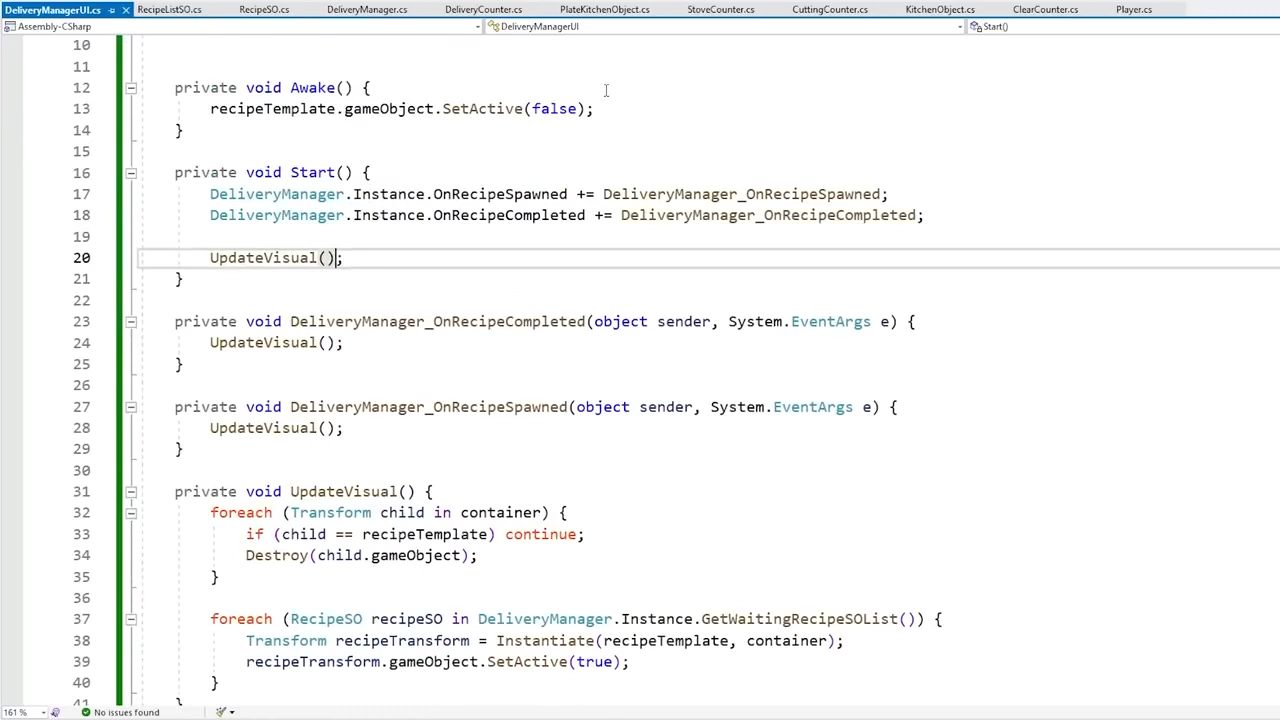 DeliveryManagerUI.cs RecipeListSO.cs RecipeSO.cs DeliveryManager.cs DeliveryCounter.cs PlateKitchenObject.cs StoveCounter.cs CuttingCounter.cs KitchenObject.cs ClearCounter.cs Player.cs
Assembly-CSharp DeliveryManagerUI Start()
10
11
12 private void Awake() {
13 recipeTemplate.gameObject.SetActive(false);
14 }
15
16 private void Start() {
17 DeliveryManager.Instance.OnRecipeSpawned += DeliveryManager_OnRecipeSpawned;
18 DeliveryManager.Instance.OnRecipeCompleted += DeliveryManager_OnRecipeCompleted;
19
20 UpdateVisual();
21 }
22
23 private void DeliveryManager_OnRecipeCompleted(object sender, System.EventArgs e) {
24 UpdateVisual();
25 }
26
27 private void DeliveryManager_OnRecipeSpawned(object sender, System.EventArgs e) {
28 UpdateVisual();
29 }
30
31 private void UpdateVisual() {
32 foreach (Transform child in container) {
33 if (child == recipeTemplate) continue;
34 Destroy(child.gameObject);
35 }
36
37 foreach (RecipeSO recipeSO in DeliveryManager.Instance.GetWaitingRecipeSOList()) {
38 Transform recipeTransform = Instantiate(recipeTemplate, container);
39 recipeTransform.gameObject.SetActive(true);
40 }
41 }
161 % No issues found